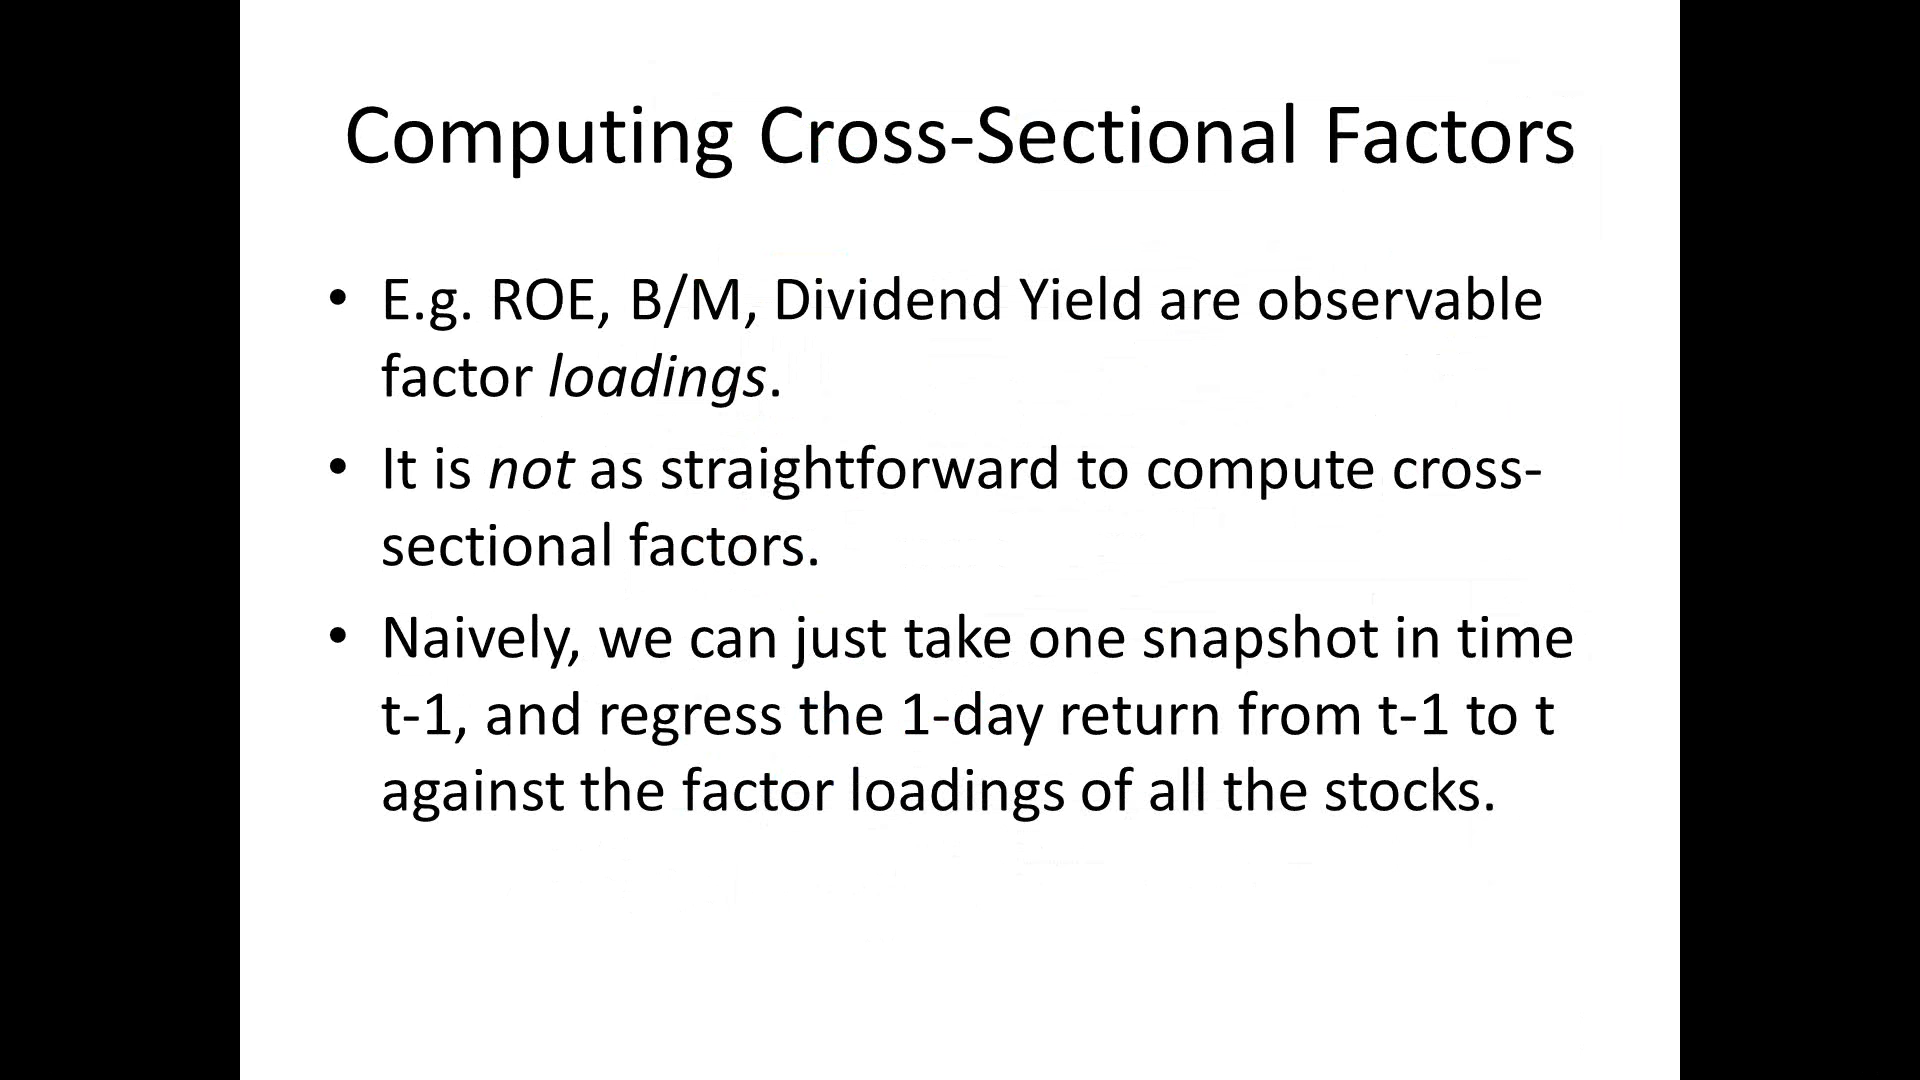 Computing Cross-Sectional Factors
• E.g. ROE, B/M, Dividend Yield are observable
factor loadings.
• It is not as straightforward to compute cross-
sectional factors.
• Naively, we can just take one snapshot in time
t-1, and regress the 1-day return from t-1 to t
against the factor loadings of all the stocks.